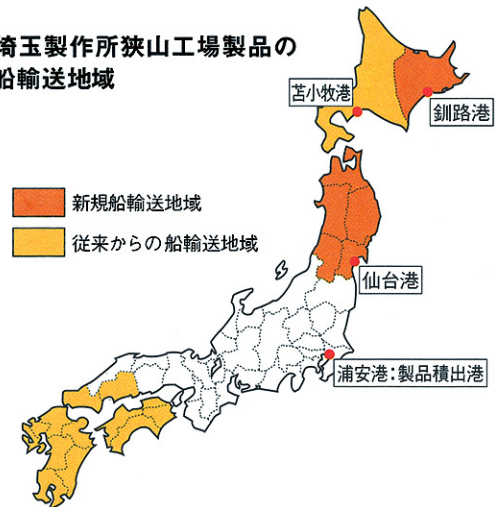 埼玉製作所狭山工場製品の
船輸送地域
苫小牧港
釧路港
新規船輸送地域
従来からの船輸送地域
仙台港
浦安港：製品積出港